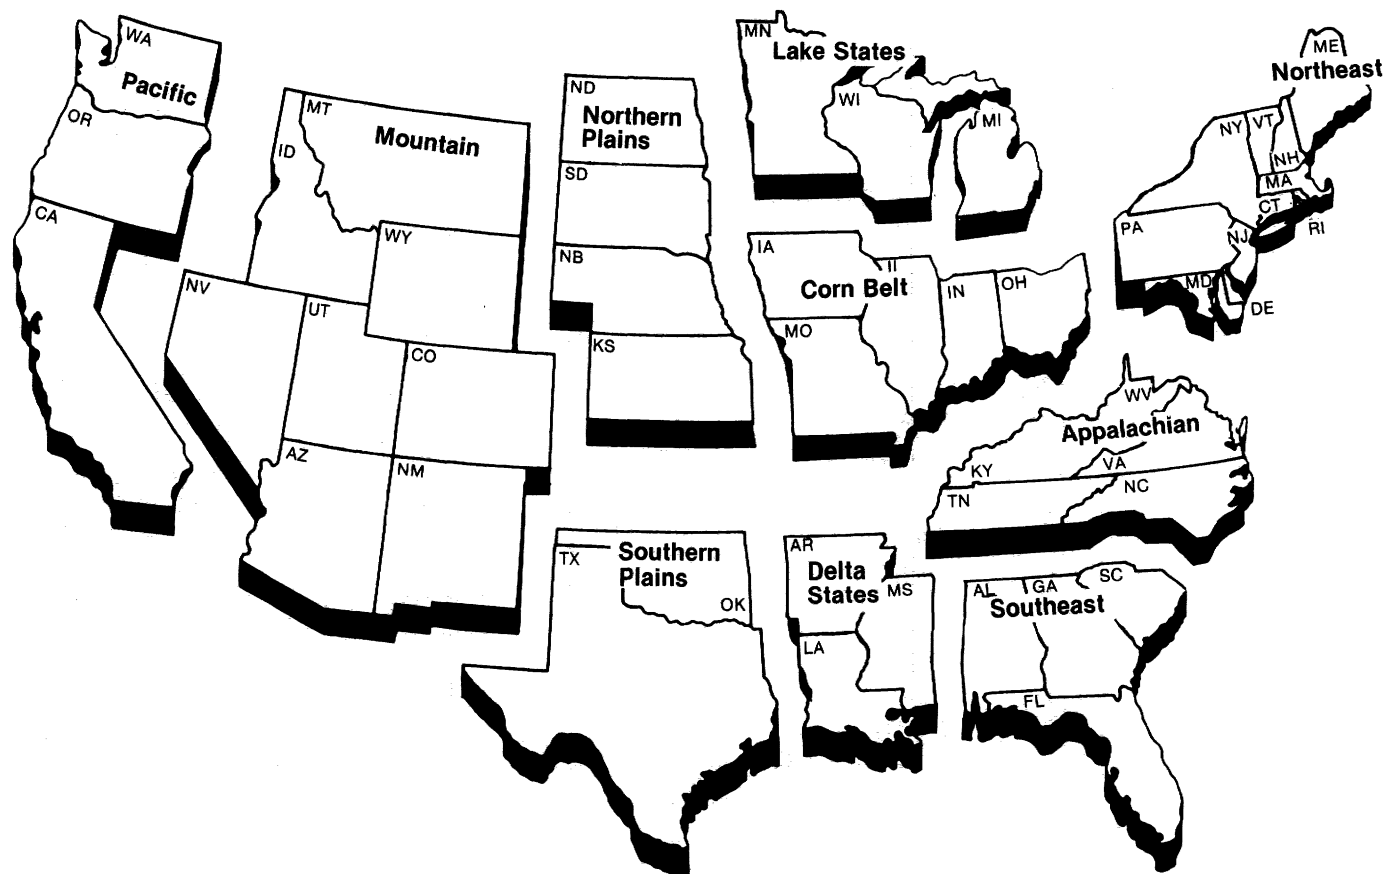 WA
Pacific
OR
CA
MT
Mountain
ID
WY
NV
UT
CO
AZ
NM
ND
Northern
Plains
SD
NB
KS
MN
Lake States
WI
MI
IA
IL
Corn Belt
IN
OH
MO
ME
Northeast
NY
VT
NH
MA
CT
RI
PA
NJ
MD
DE
WV
Appalachian
KY
VA
TN
NC
TX
Southern
Plains
OK
AR
Delta
States
MS
LA
AL
GA
SC
Southeast
FL